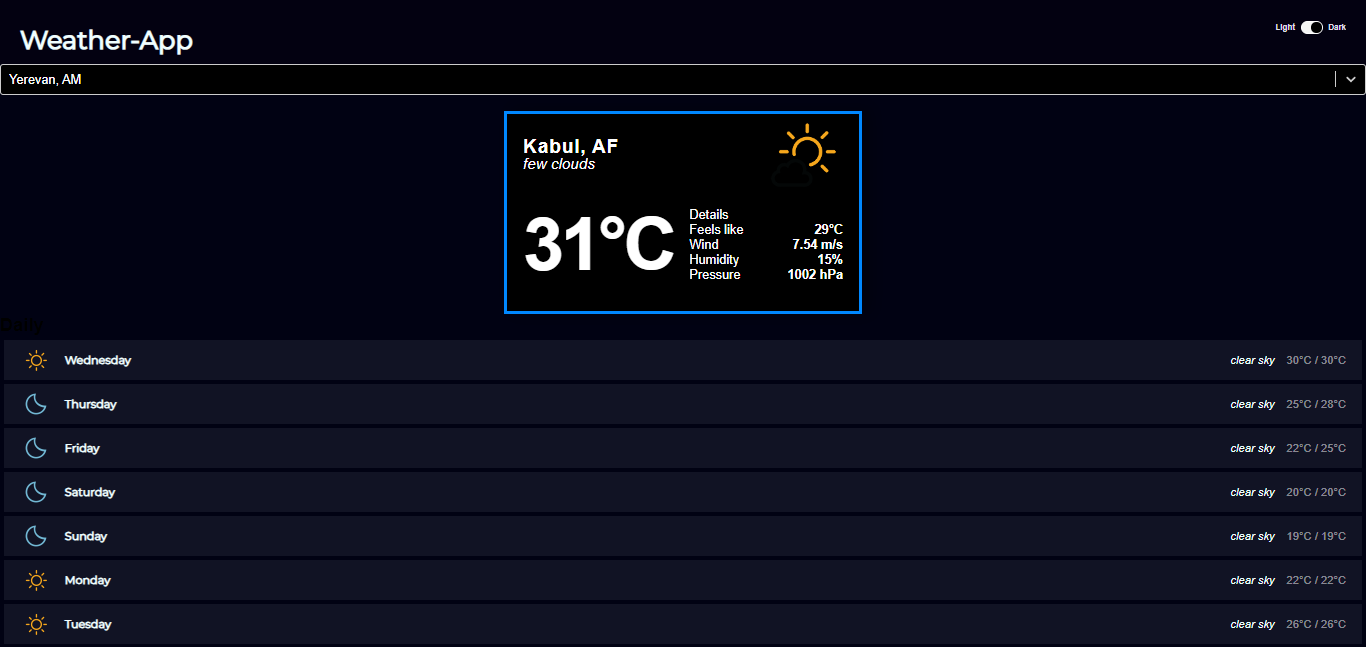 Weather-App
Light Dark
Yerevan, AM
Kabul, AF
few clouds
31°C
Details
Feels like 29°C
Wind 7.54 m/s
Humidity 15%
Pressure 1002 hPa
Daily
Wednesday clear sky 30°C / 30°C
Thursday clear sky 25°C / 28°C
Friday clear sky 22°C / 25°C
Saturday clear sky 20°C / 20°C
Sunday clear sky 19°C / 19°C
Monday clear sky 22°C / 22°C
Tuesday clear sky 26°C / 26°C